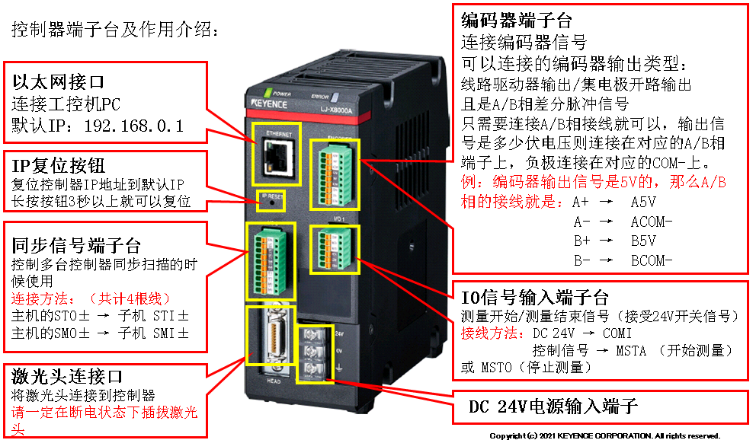 控制器端子台及作用介绍:
以太网接口
连接工控机PC
默认IP: 192.168.0.1
IP复位按钮
复位控制器IP地址到默认IP
长按按钮3秒以上就可以复位
同步信号端子台
控制多台控制器同步扫描的时
候使用
连接方法: (共计4根线)
主机的STO± → 子机 STI±
主机的SMO± → 子机 SMI±
激光头连接口
将激光头连接到控制器
请一定在断电状态下插拔激光
头
POWER
ERROR
KEYENCE
LJ-X8000A
ETHERNET
ENCODER
IP RESET
I/O 1
24V
0V
HEAD
编码器端子台
连接编码器信号
可以连接的编码器输出类型:
线路驱动器输出/集电极开路输出
且是A/B相差分脉冲信号
只需要连接A/B相接线就可以, 输出信
号是多少伏电压则连接在对应的A/B相
端子上, 负极连接在对应的COM-上。
例: 编码器输出信号是5V的, 那么A/B
相的接线就是: A+ → A5V
A- → ACOM-
B+ → B5V
B- → BCOM-
IO信号输入端子台
测量开始/测量结束信号 (接受24V开关信号)
接线方法: DC 24V → COMI
控制信号 → MSTA (开始测量)
或 MSTO (停止测量)
DC 24V电源输入端子
Copyright (c) 2021 KEYENCE CORPORATION. All rights reserved.